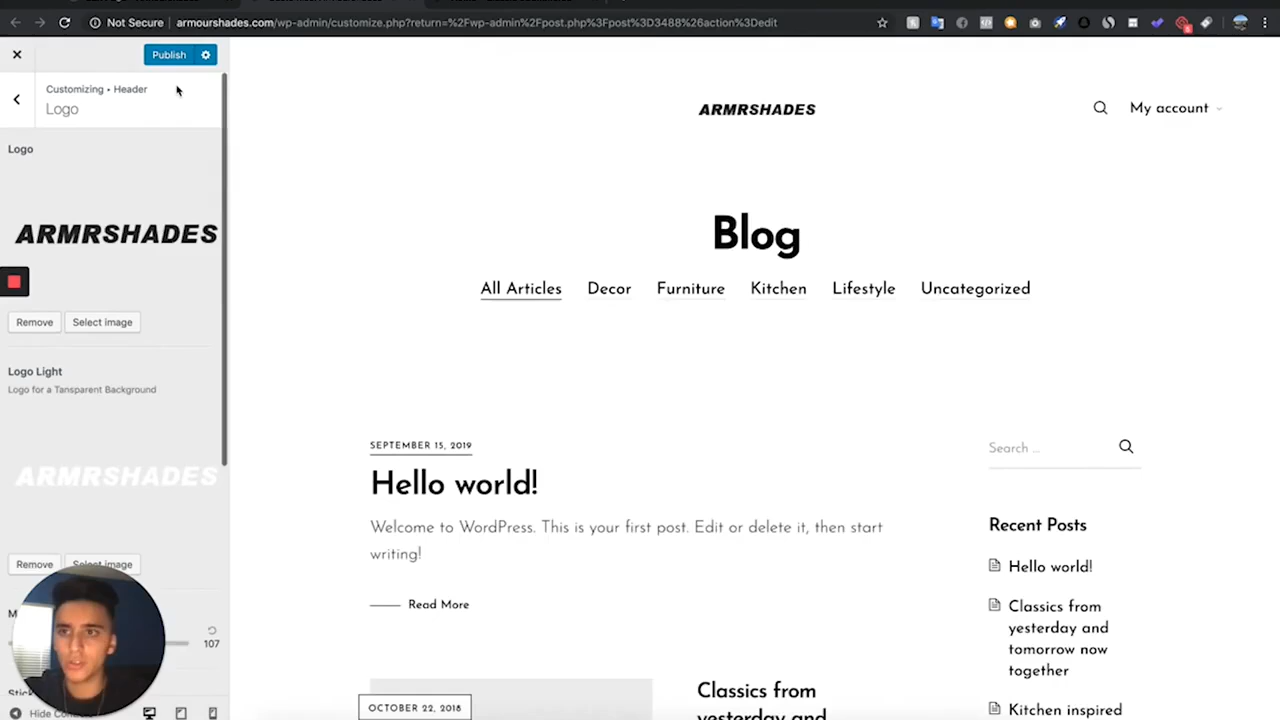 Not Secure | armourshades.com/wp-admin/customize.php?return=%2Fwp-admin%2Fpost.php%3Fpost%3D3488%26action%3Dedit
Publish
Customizing • Header
Logo
Logo
ARMRSHADES
Remove
Select image
Logo Light
Logo for a Tansparent Background
ARMRSHADES
Remove
Select image
107
Hide
ARMRSHADES
My account
Blog
All Articles
Decor
Furniture
Kitchen
Lifestyle
Uncategorized
SEPTEMBER 15, 2019
Hello world!
Welcome to WordPress. This is your first post. Edit or delete it, then start
writing!
Read More
OCTOBER 22, 2018
Classics from
yesterday and
Search ...
Recent Posts
Hello world!
Classics from
yesterday and
tomorrow now
together
Kitchen inspired